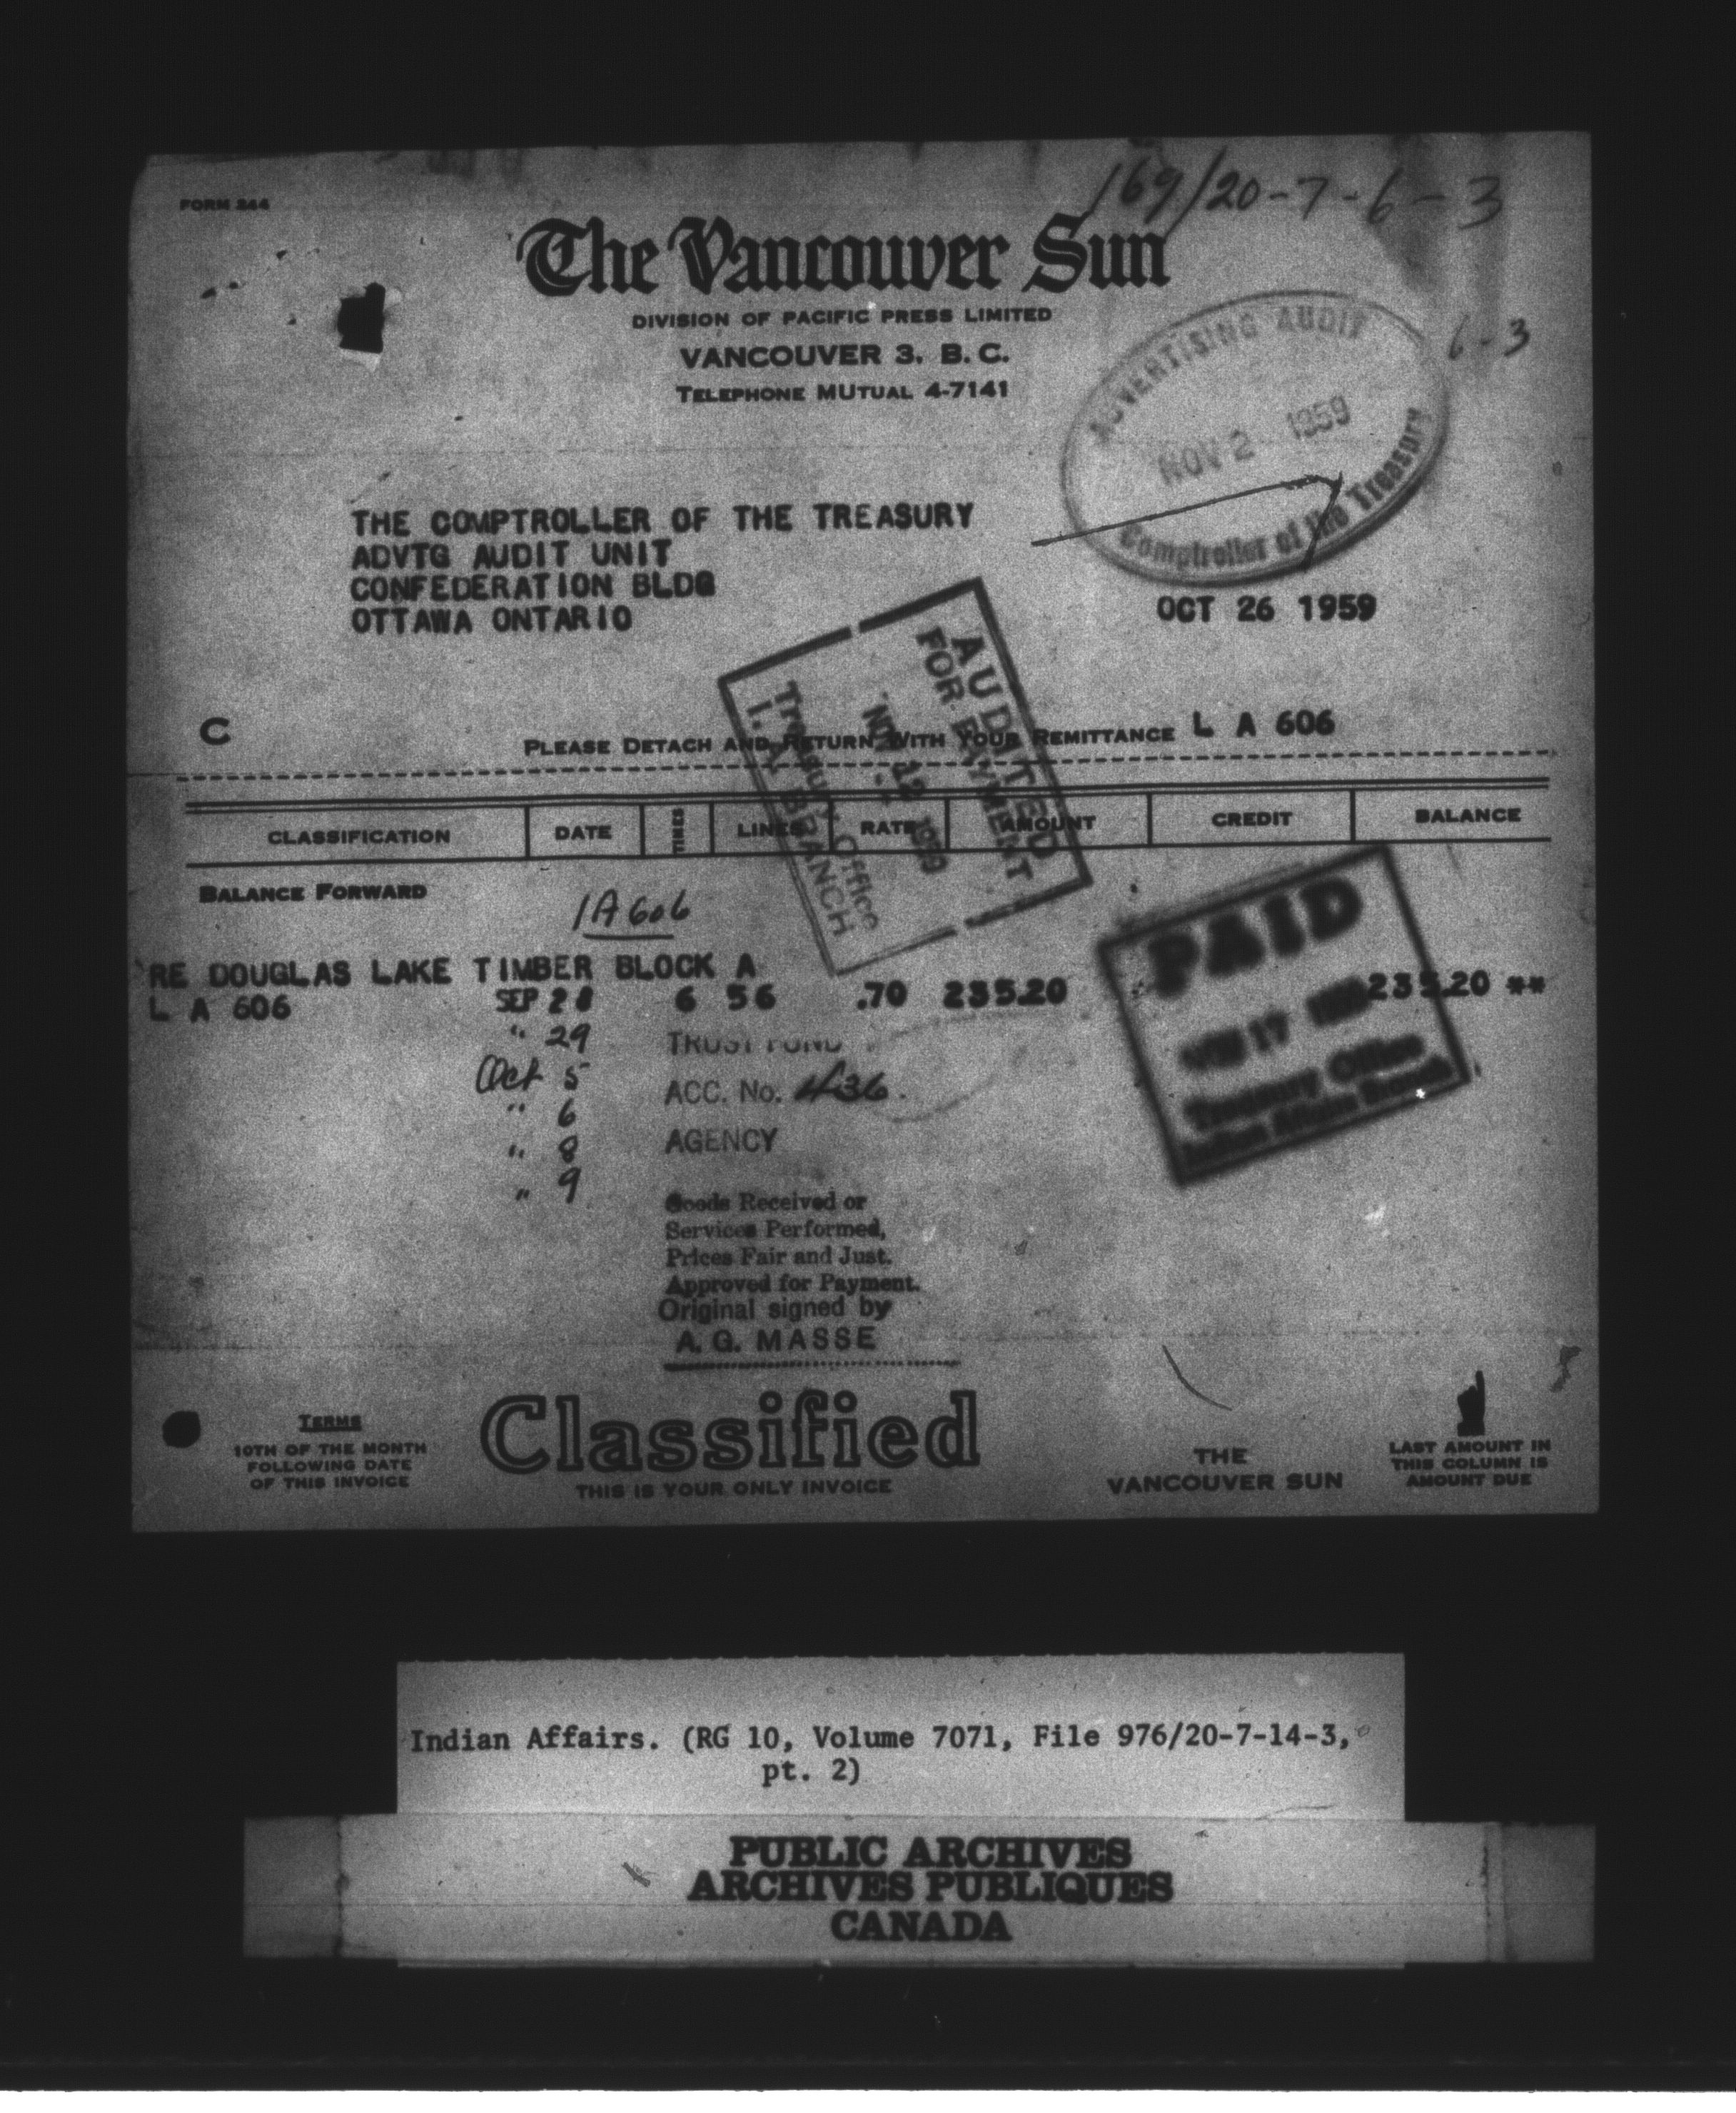 FORM 244
169/20-7-6-3
The Vancouver Sun
DIVISION OF PACIFIC PRESS LIMITED
VANCOUVER 3, B. C.
TELEPHONE MUTUAL 4-7141
6-3
ADVERTISING AUDIT
NOV 2 1959
Comptroller of the Treasury
THE COMPTROLLER OF THE TREASURY
ADVTG AUDIT UNIT
CONFEDERATION BLDG
OTTAWA ONTARIO
OCT 26 1959
AUDITED
FOR PAYMENT
NOV 12 1959
Treasury Office
I. A. BRANCH
C
PLEASE DETACH AND RETURN WITH YOUR REMITTANCE L A 606
CLASSIFICATION DATE TIMES LINES RATE AMOUNT CREDIT BALANCE
BALANCE FORWARD
1A606
RE DOUGLAS LAKE TIMBER BLOCK A
L A 606 SEP 28 6 56 .70 235.20 235.20 **
" 29
Oct 5
" 6
" 8
" 9
PAID
17
Treasury Office
Indian Affairs Branch
TRUST FUND
ACC. No. 436
AGENCY
Goods Received or
Services Performed,
Prices Fair and Just.
Approved for Payment.
Original signed by
A. G. MASSE
TERMS
10TH OF THE MONTH
FOLLOWING DATE
OF THIS INVOICE
Classified
THIS IS YOUR ONLY INVOICE
THE
VANCOUVER SUN
LAST AMOUNT IN
THIS COLUMN IS
AMOUNT DUE
Indian Affairs. (RG 10, Volume 7071, File 976/20-7-14-3,
pt. 2)
PUBLIC ARCHIVES
ARCHIVES PUBLIQUES
CANADA